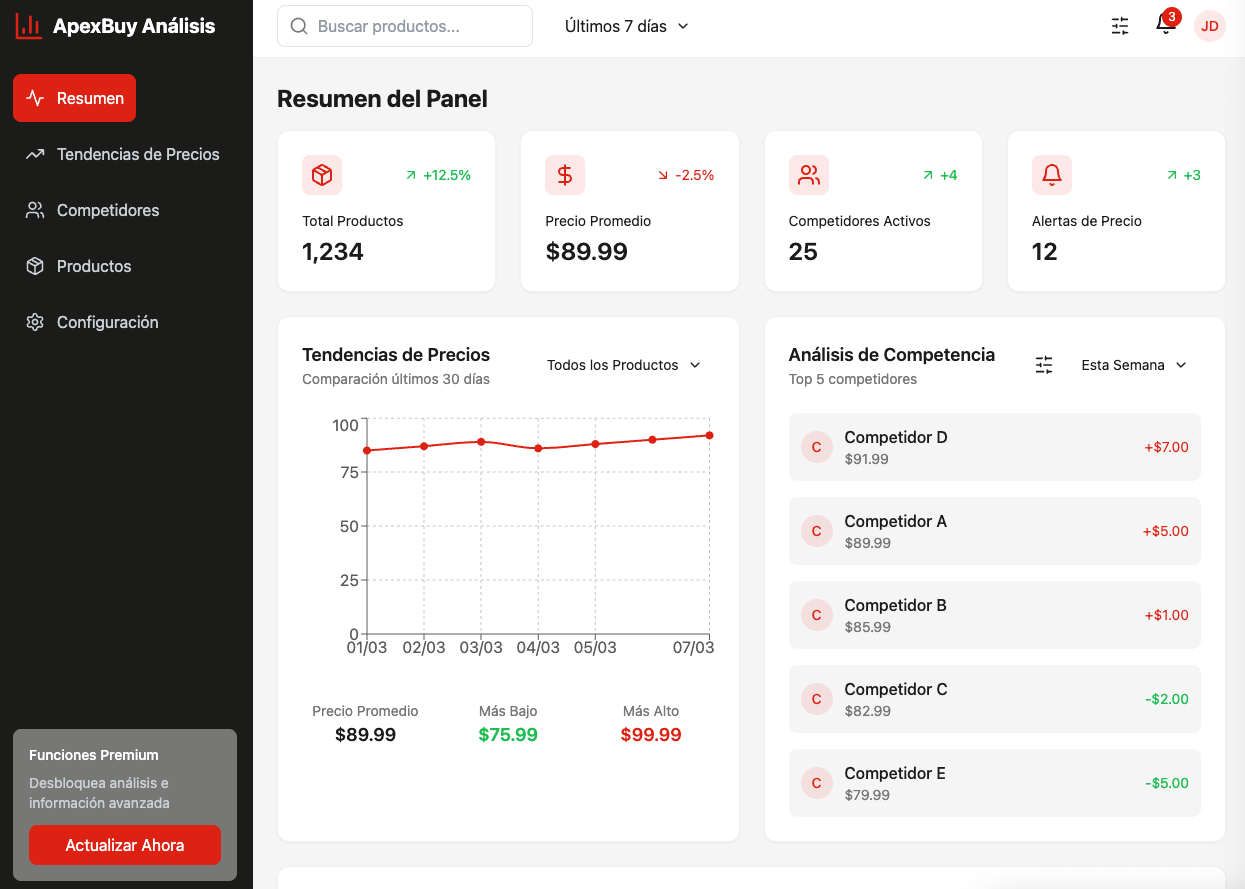 ApexBuy Análisis
Buscar productos...
Últimos 7 días
3
JD
Resumen
Tendencias de Precios
Competidores
Productos
Configuración
Funciones Premium
Desbloquea análisis e
información avanzada
Actualizar Ahora
Resumen del Panel
+12.5%
Total Productos
1,234
-2.5%
Precio Promedio
$89.99
+4
Competidores Activos
25
+3
Alertas de Precio
12
Tendencias de Precios
Comparación últimos 30 días
Todos los Productos
100
75
50
25
0
01/03 02/03 03/03 04/03 05/03 07/03
Precio Promedio
$89.99
Más Bajo
$75.99
Más Alto
$99.99
Análisis de Competencia
Top 5 competidores
Esta Semana
C
Competidor D
$91.99
+$7.00
C
Competidor A
$89.99
+$5.00
C
Competidor B
$85.99
+$1.00
C
Competidor C
$82.99
-$2.00
C
Competidor E
$79.99
-$5.00